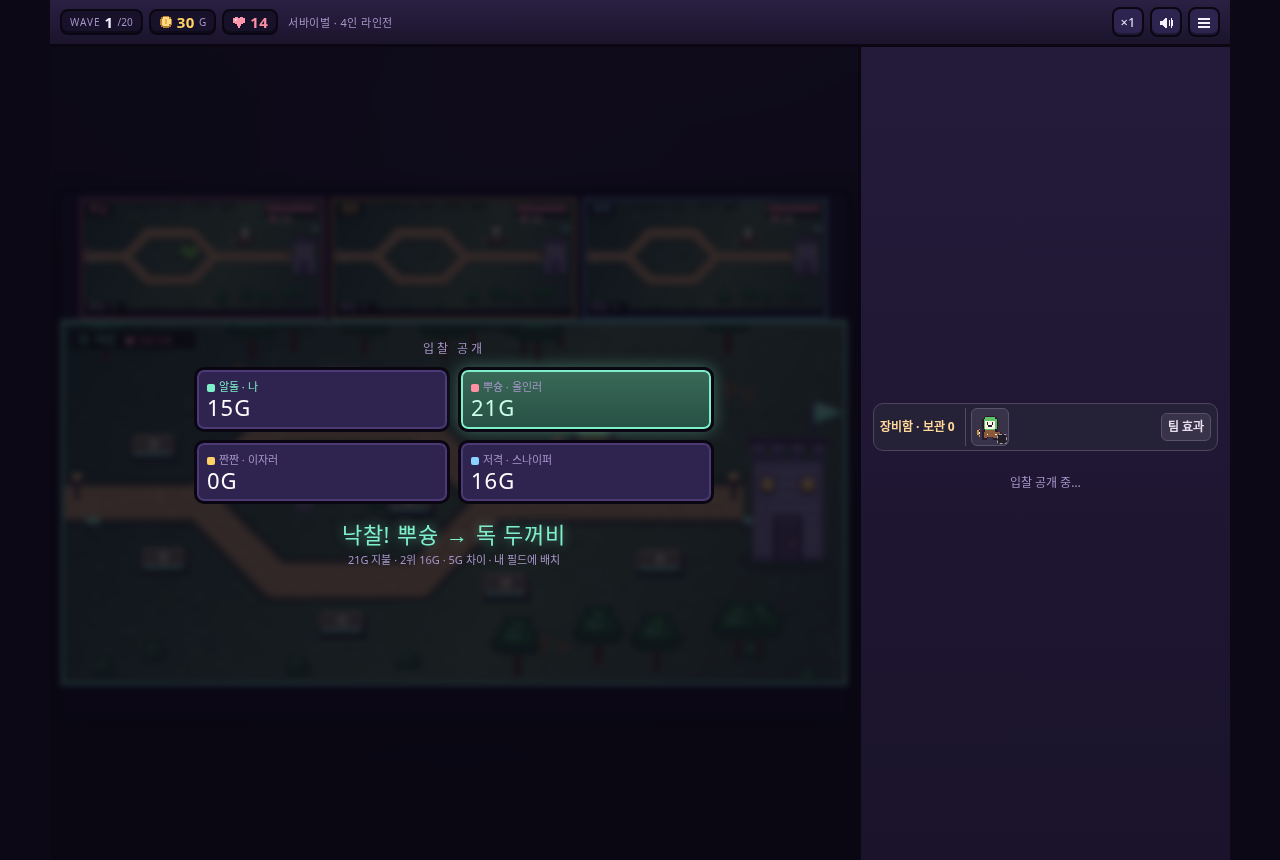 WAVE 1 /20
30 G
14
서바이벌 · 4인 라인전
×1
입찰 공개
알돌 · 나
15G
뿌슝 · 올인러
21G
짠짠 · 이자러
0G
저격 · 스나이퍼
16G
낙찰! 뿌슝 → 독 두꺼비
21G 지불 · 2위 16G · 5G 차이 · 내 필드에 배치
장비함 · 보관 0
팀 효과
입찰 공개 중…